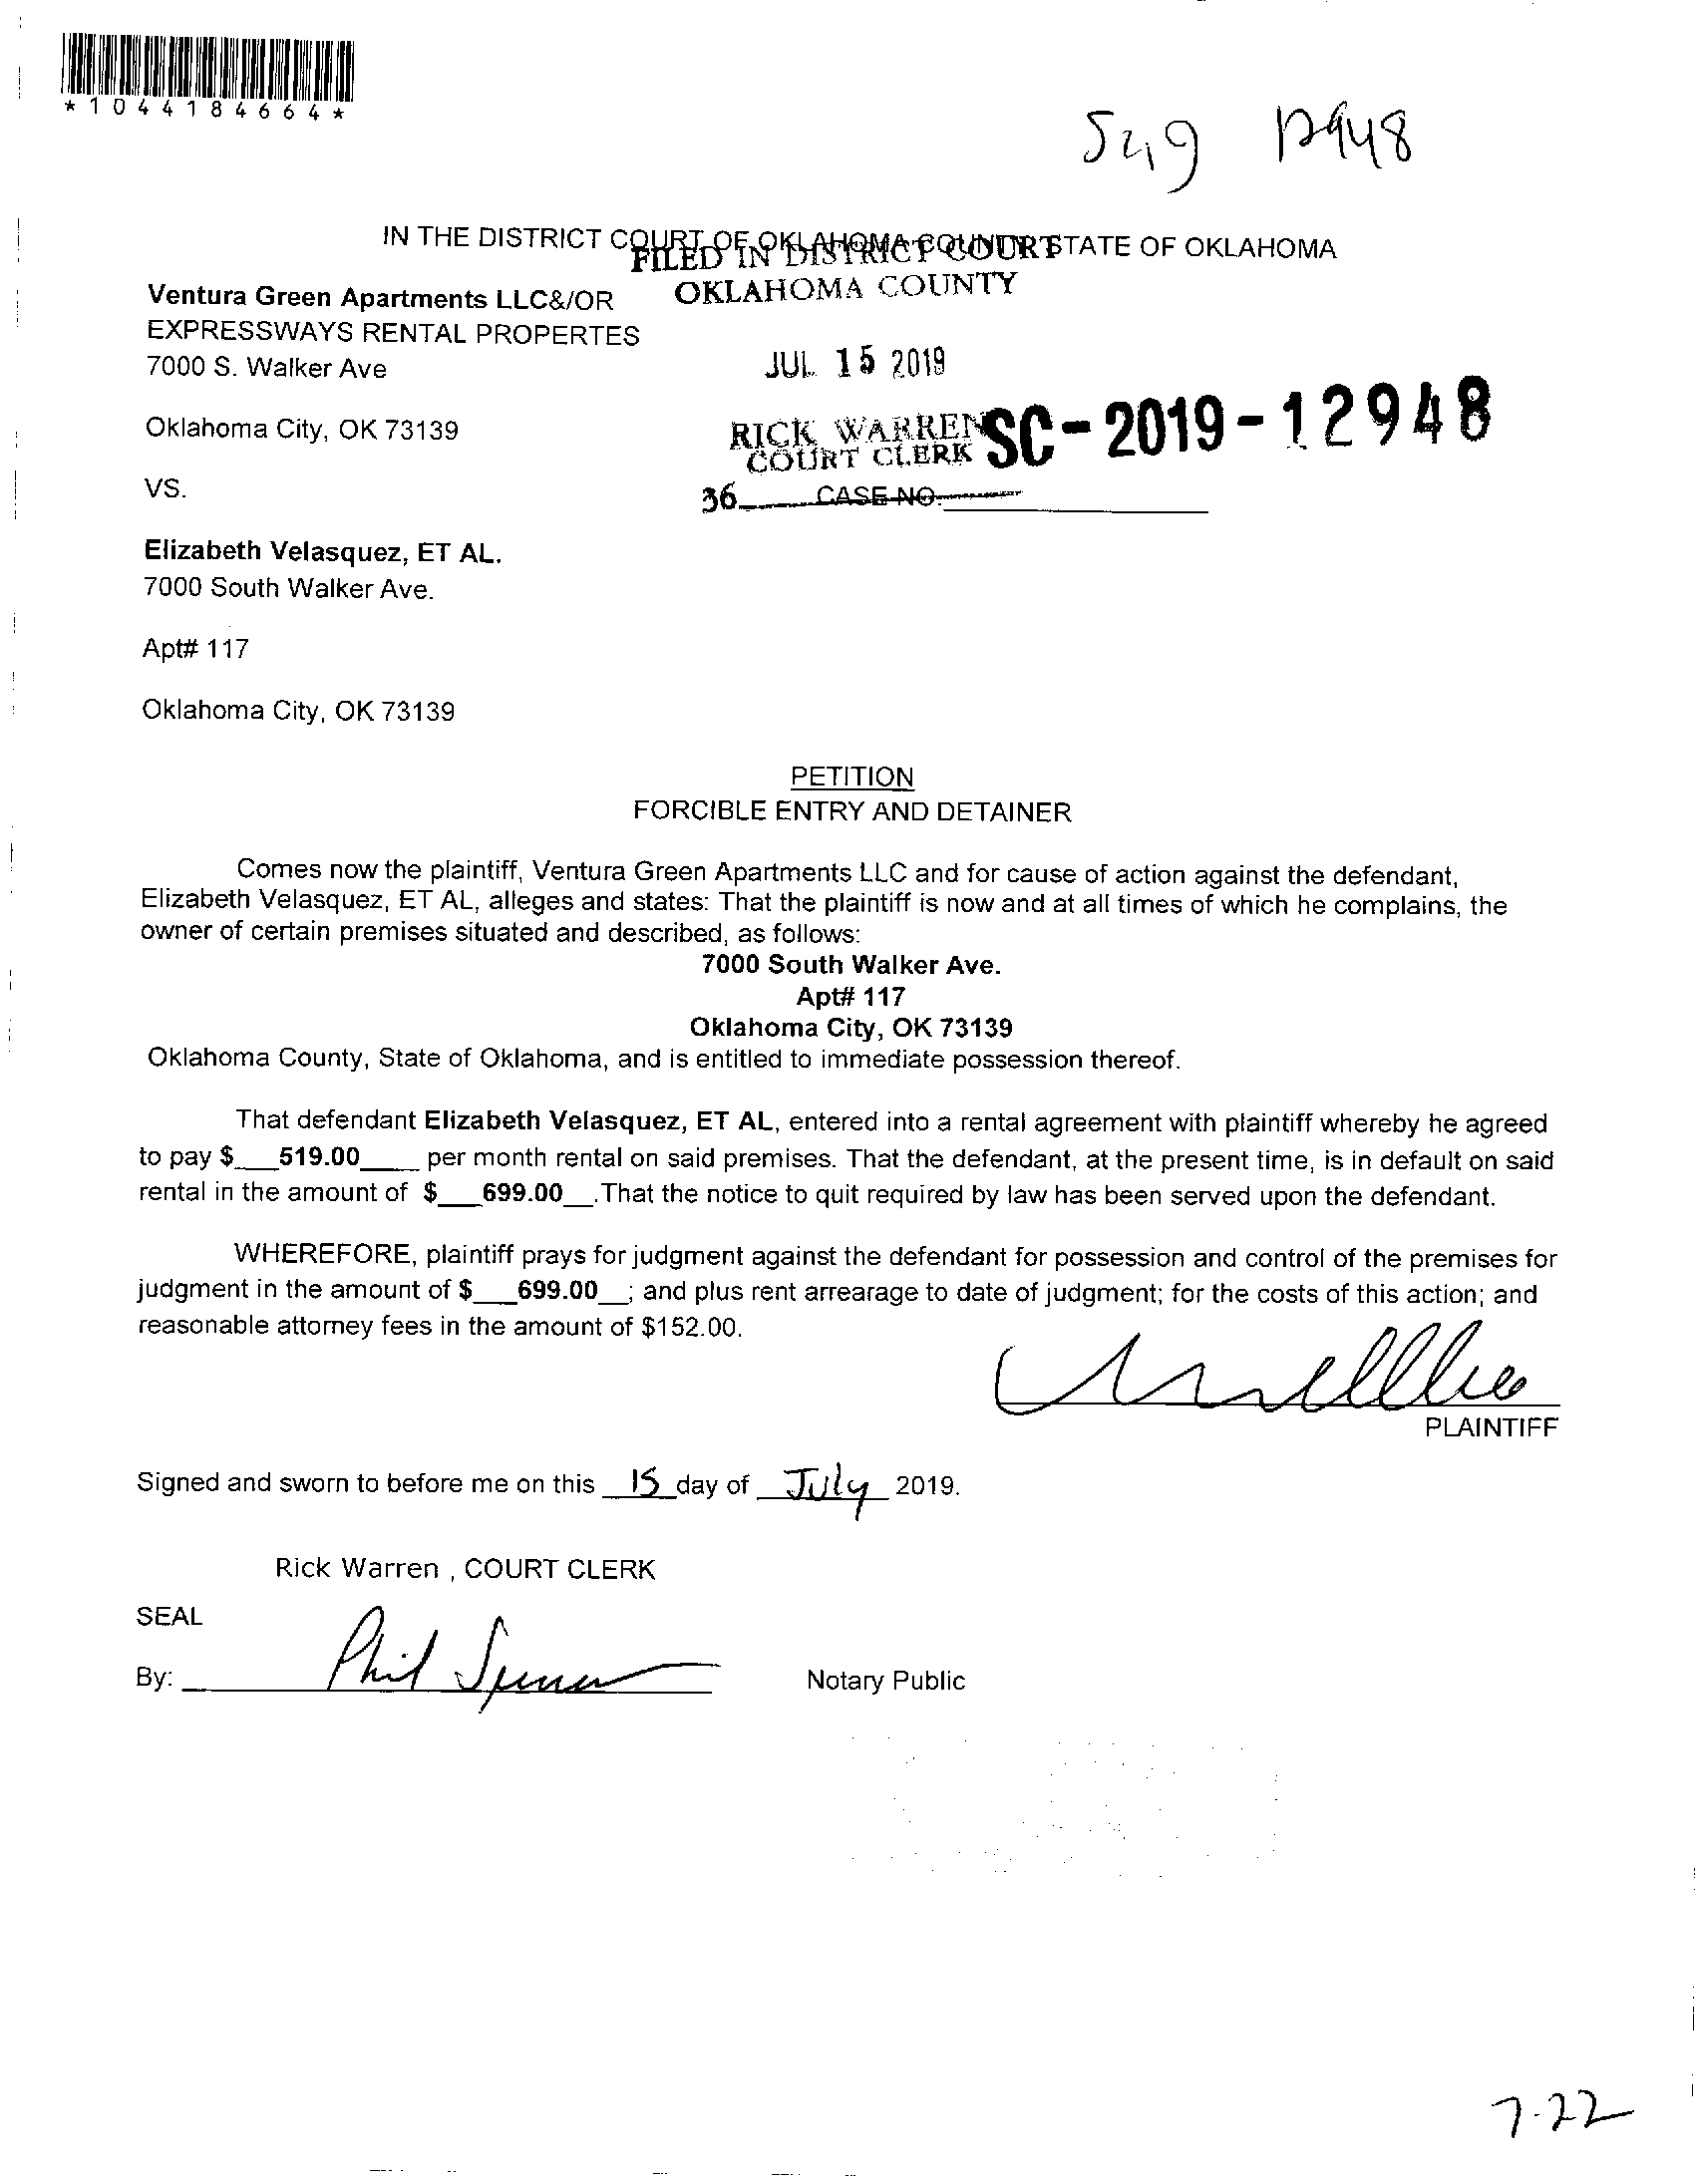 *1044184664*
12948
IN THE DISTRICT COURT OF OKLAHOMA COUNTY STATE OF OKLAHOMA
FILED IN DISTRICT COURT
OKLAHOMA COUNTY
Ventura Green Apartments LLC&/OR
EXPRESSWAYS RENTAL PROPERTES
7000 S. Walker Ave
JUL 15 2019
Oklahoma City, OK 73139
RICK WARREN
COURT CLERK
SC-2019-12948
VS.
36 CASE NO.
Elizabeth Velasquez, ET AL.
7000 South Walker Ave.
Apt# 117
Oklahoma City, OK 73139
PETITION
FORCIBLE ENTRY AND DETAINER
Comes now the plaintiff, Ventura Green Apartments LLC and for cause of action against the defendant,
Elizabeth Velasquez, ET AL, alleges and states: That the plaintiff is now and at all times of which he complains, the
owner of certain premises situated and described, as follows:
7000 South Walker Ave.
Apt# 117
Oklahoma City, OK 73139
Oklahoma County, State of Oklahoma, and is entitled to immediate possession thereof.
That defendant Elizabeth Velasquez, ET AL, entered into a rental agreement with plaintiff whereby he agreed
to pay $___519.00____ per month rental on said premises. That the defendant, at the present time, is in default on said
rental in the amount of $___699.00__.That the notice to quit required by law has been served upon the defendant.
WHEREFORE, plaintiff prays for judgment against the defendant for possession and control of the premises for
judgment in the amount of $___699.00__; and plus rent arrearage to date of judgment; for the costs of this action; and
reasonable attorney fees in the amount of $152.00.
PLAINTIFF
Signed and sworn to before me on this 15 day of July 2019.
Rick Warren , COURT CLERK
SEAL
By: Phil Notary Public
7-22